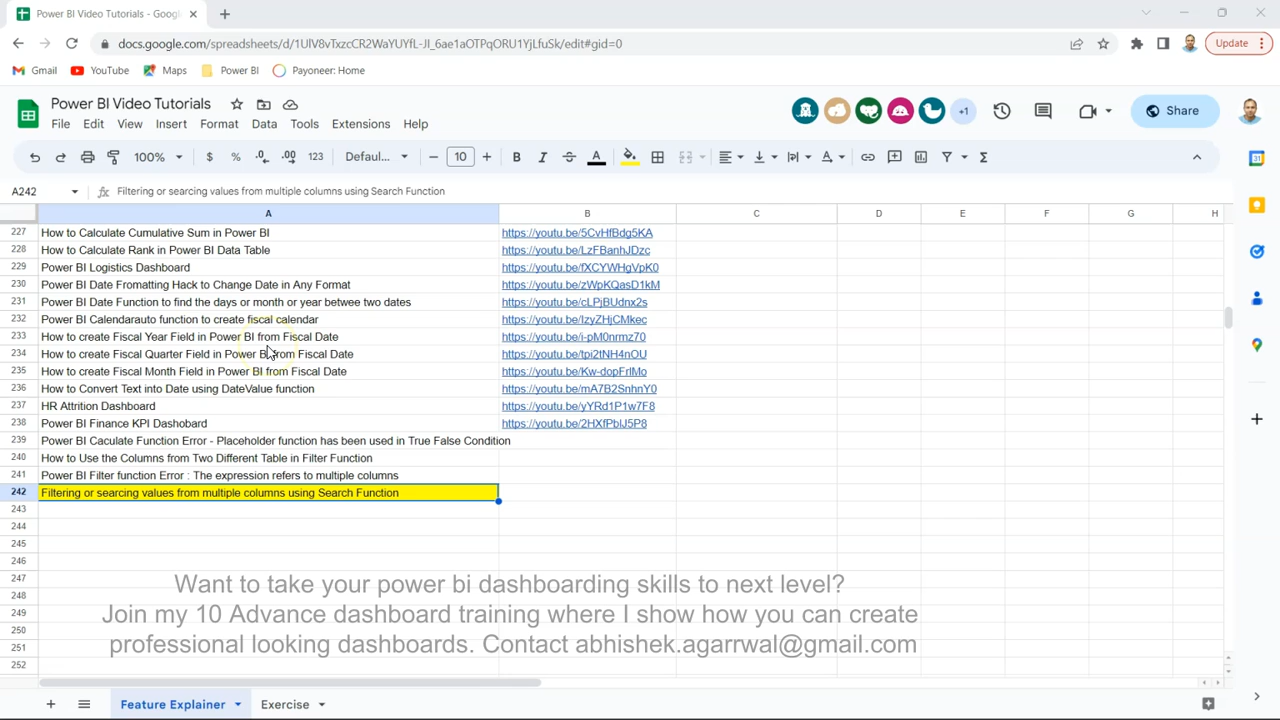 Power BI Video Tutorials - Goog
docs.google.com/spreadsheets/d/1UlV8vTxzcCR2WaYUYfL-JI_6ae1aOTPqORU1YjLfuSk/edit#gid=0
Update
Gmail
YouTube
Maps
Power BI
Payoneer: Home
Power BI Video Tutorials
+1
Share
File Edit View Insert Format Data Tools Extensions Help
100% $ % .0 .00 123 Defaul... 10 B I A
A242 fx Filtering or searcing values from multiple columns using Search Function
A B C D E F G H
227 How to Calculate Cumulative Sum in Power BI https://youtu.be/5CvHfBdg5KA
228 How to Calculate Rank in Power BI Data Table https://youtu.be/LzFBanhJDzc
229 Power BI Logistics Dashboard https://youtu.be/fXCYWHgVpK0
230 Power BI Date Fromatting Hack to Change Date in Any Format https://youtu.be/zWpKQasD1kM
231 Power BI Date Function to find the days or month or year betwee two dates https://youtu.be/cLPjBUdnx2s
232 Power BI Calendarauto function to create fiscal calendar https://youtu.be/IzyZHjCMkec
233 How to create Fiscal Year Field in Power BI from Fiscal Date https://youtu.be/i-pM0nrmz70
234 How to create Fiscal Quarter Field in Power BI from Fiscal Date https://youtu.be/tpi2tNH4nOU
235 How to create Fiscal Month Field in Power BI from Fiscal Date https://youtu.be/Kw-dopFrlMo
236 How to Convert Text into Date using DateValue function https://youtu.be/mA7B2SnhnY0
237 HR Attrition Dashboard https://youtu.be/yYRd1P1w7F8
238 Power BI Finance KPI Dashobard https://youtu.be/2HXfPbIJ5P8
239 Power BI Caculate Function Error - Placeholder function has been used in True False Condition
240 How to Use the Columns from Two Different Table in Filter Function
241 Power BI Filter function Error : The expression refers to multiple columns
242 Filtering or searcing values from multiple columns using Search Function
243
244
245
246
247
248
249
250
251
252
Want to take your power bi dashboarding skills to next level?
Join my 10 Advance dashboard training where I show how you can create
professional looking dashboards. Contact abhishek.agarrwal@gmail.com
Feature Explainer
Exercise